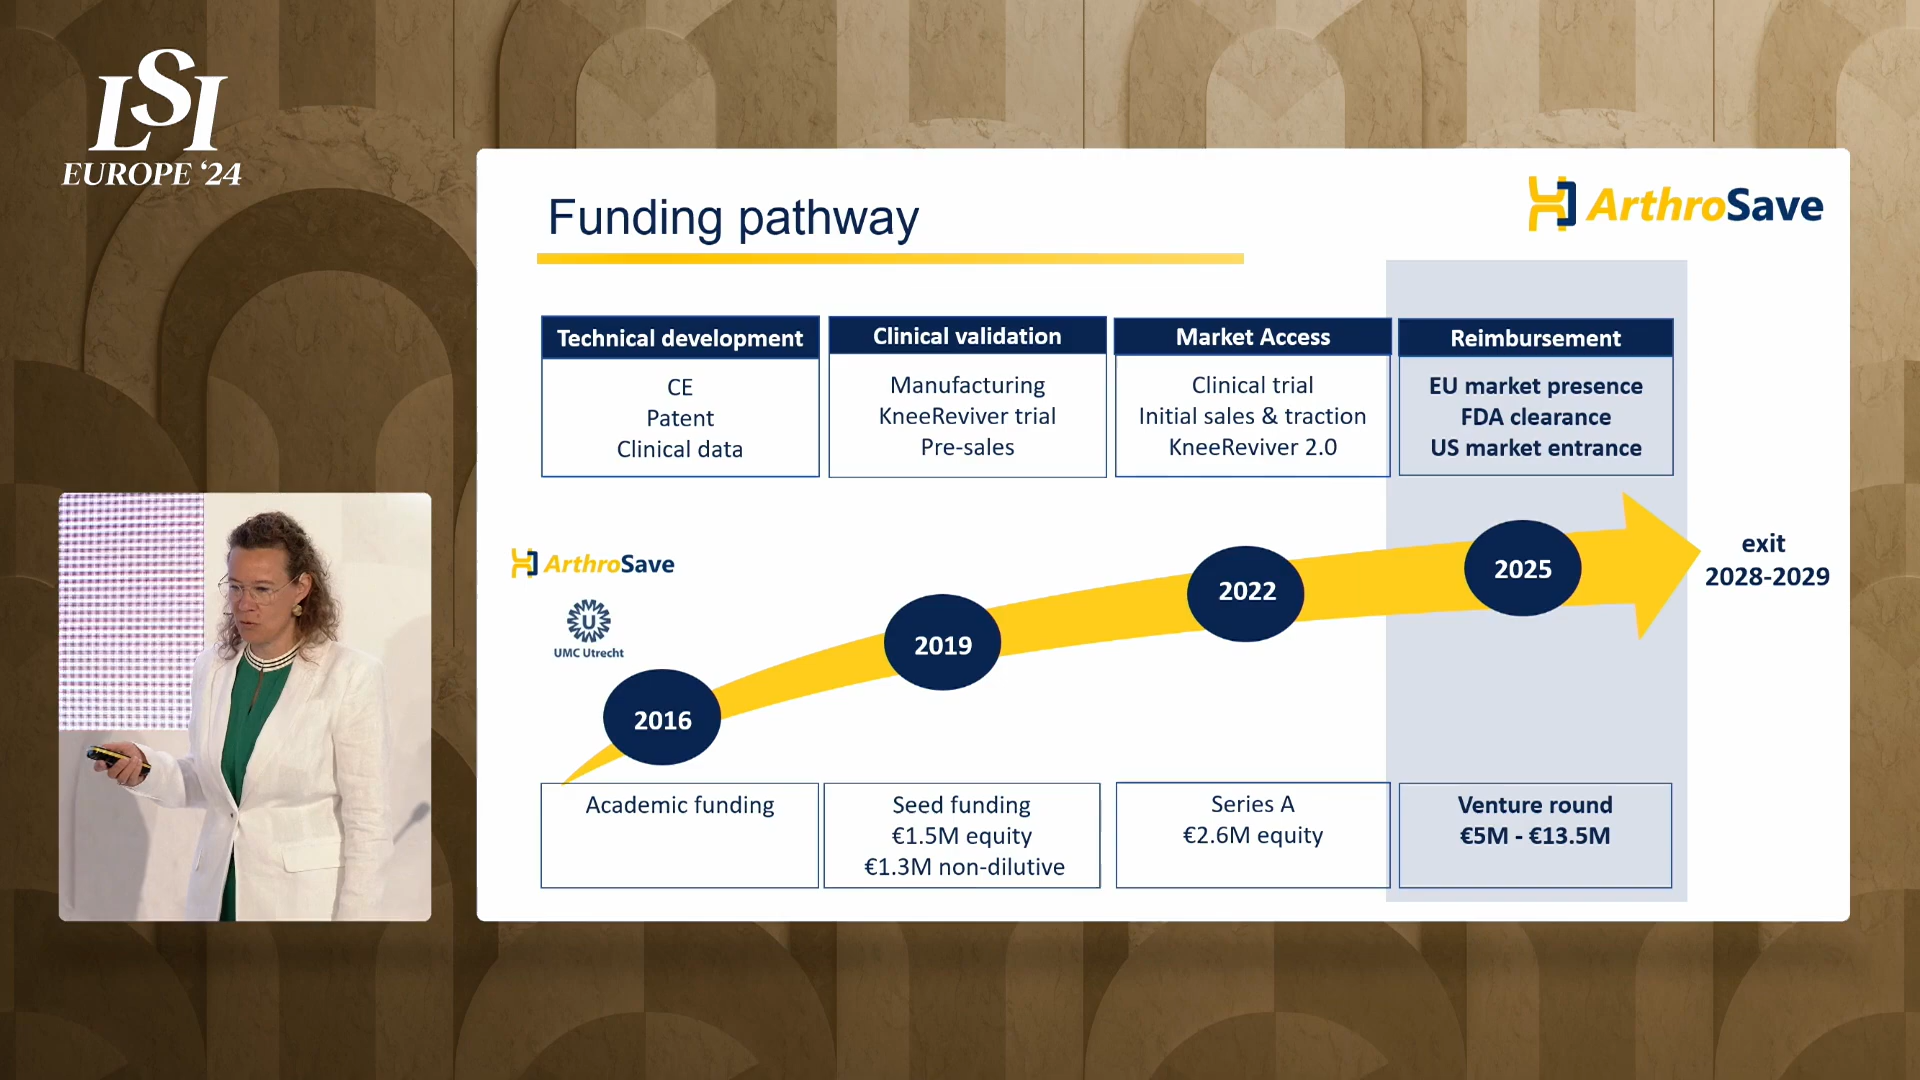 LSI
EUROPE ‘24
Funding pathway
ArthroSave
Technical development
CE
Patent
Clinical data
Clinical validation
Manufacturing
KneeReviver trial
Pre-sales
Market Access
Clinical trial
Initial sales & traction
KneeReviver 2.0
Reimbursement
EU market presence
FDA clearance
US market entrance
ArthroSave
U
UMC Utrecht
2016
2019
2022
2025
exit
2028-2029
Academic funding
Seed funding
€1.5M equity
€1.3M non-dilutive
Series A
€2.6M equity
Venture round
€5M - €13.5M